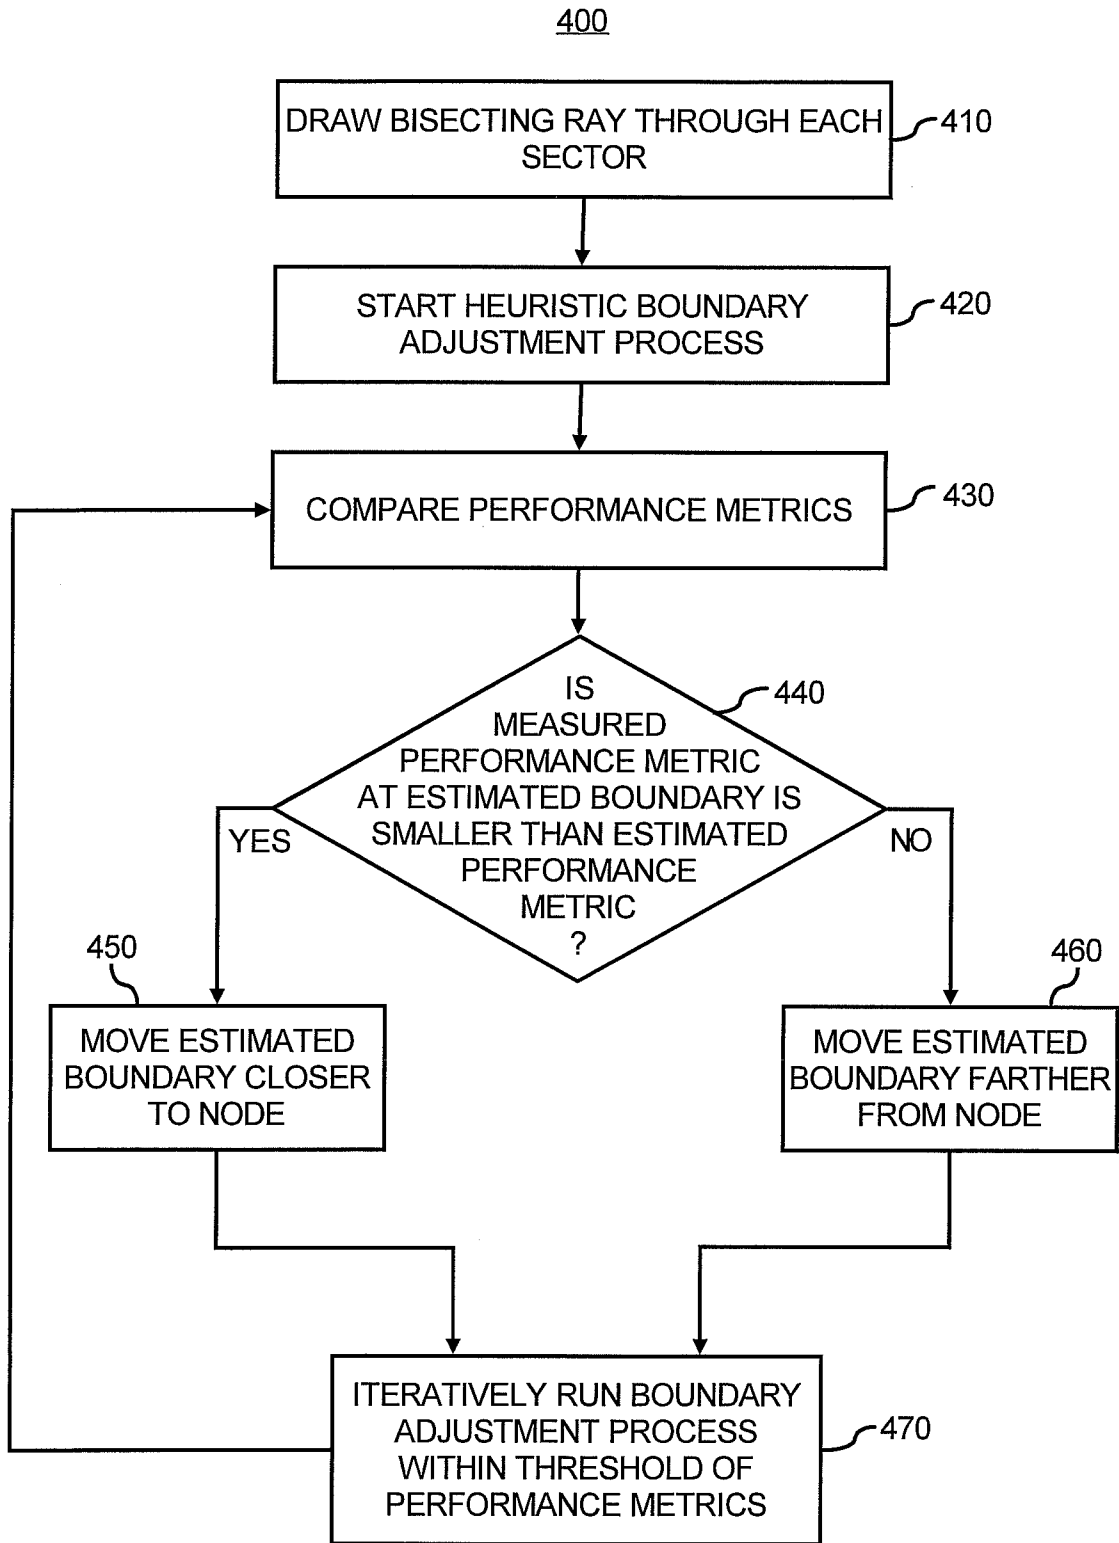 400
DRAW BISECTING RAY THROUGH EACH
SECTOR
410
START HEURISTIC BOUNDARY
ADJUSTMENT PROCESS
420
COMPARE PERFORMANCE METRICS
430
IS
MEASURED
PERFORMANCE METRIC
AT ESTIMATED BOUNDARY IS
SMALLER THAN ESTIMATED
PERFORMANCE
METRIC
?
440
YES
NO
450
MOVE ESTIMATED
BOUNDARY CLOSER
TO NODE
460
MOVE ESTIMATED
BOUNDARY FARTHER
FROM NODE
ITERATIVELY RUN BOUNDARY
ADJUSTMENT PROCESS
WITHIN THRESHOLD OF
PERFORMANCE METRICS
470